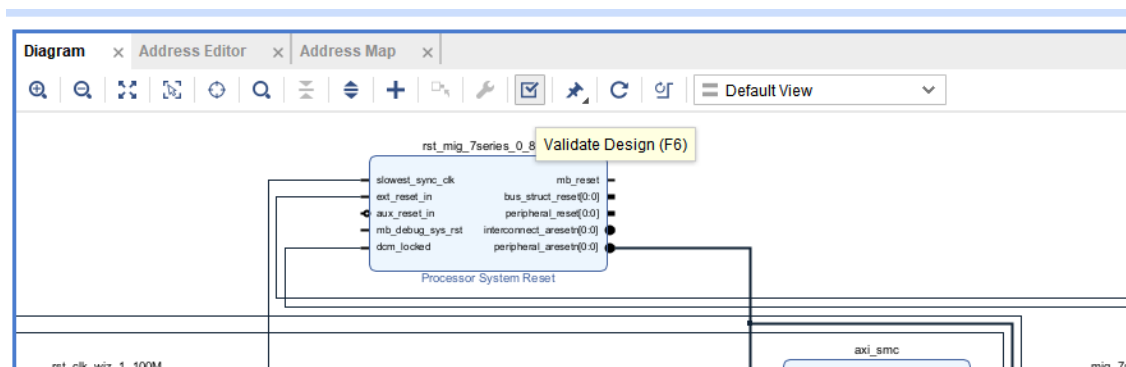 Diagram
Address Editor
Address Map
Default View
Validate Design (F6)
rst_mig_7series_0_8
slowest_sync_clk
mb_reset
ext_reset_in
bus_struct_reset[0:0]
aux_reset_in
peripheral_reset[0:0]
mb_debug_sys_rst
interconnect_aresetn[0:0]
dcm_locked
peripheral_aresetn[0:0]
Processor System Reset
axi_smc
rst_clk_wiz_1_100M